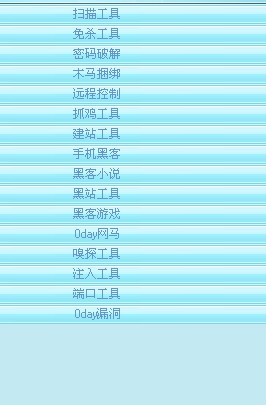 扫描工具
免杀工具
密码破解
木马捆绑
远程控制
抓鸡工具
建站工具
手机黑客
黑客小说
黑站工具
黑客游戏
0day网马
嗅探工具
注入工具
端口工具
0day漏洞